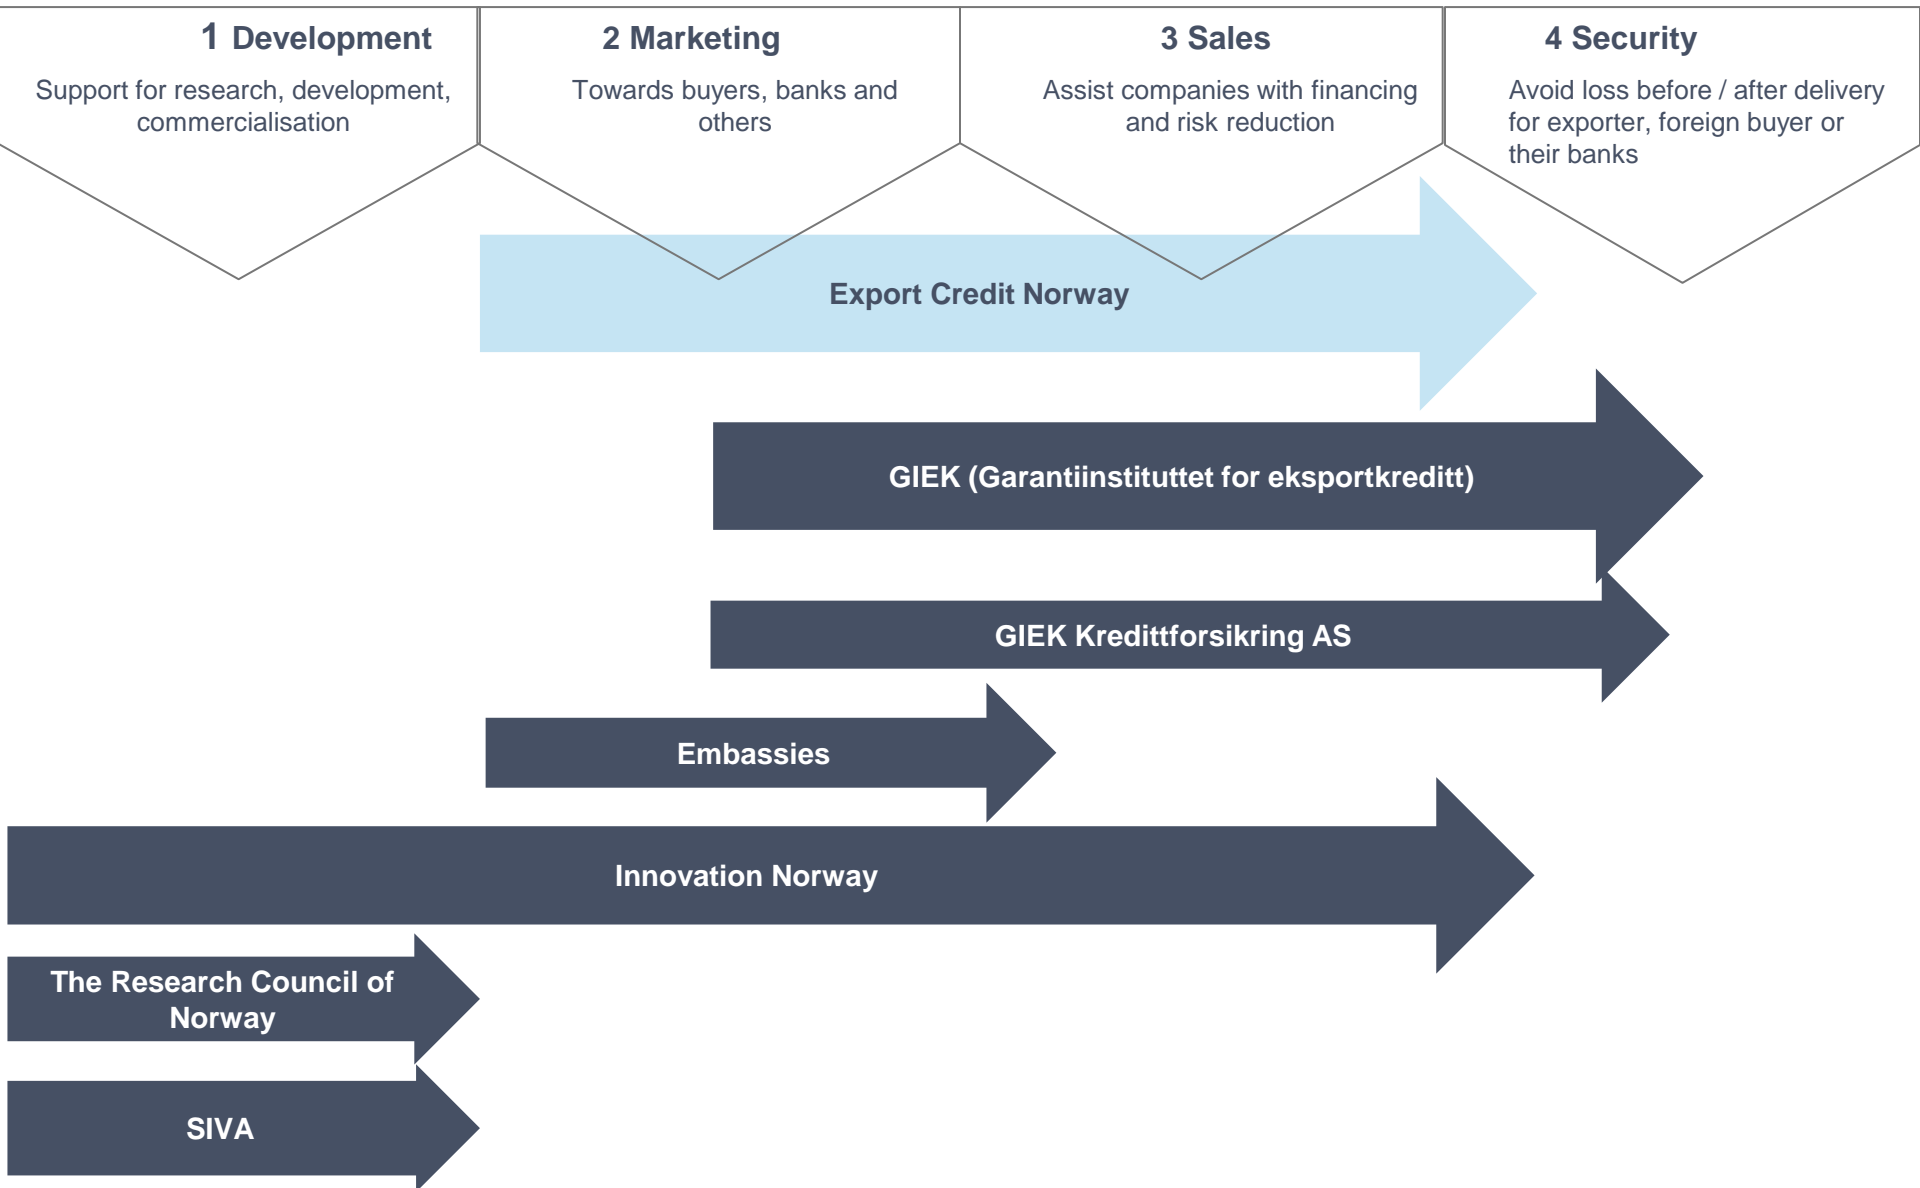 1 Development
Support for research, development,
commercialisation
2 Marketing
Towards buyers, banks and
others
3 Sales
Assist companies with financing
and risk reduction
4 Security
Avoid loss before / after delivery
for exporter, foreign buyer or
their banks
Export Credit Norway
GIEK (Garantiinstituttet for eksportkreditt)
GIEK Kredittforsikring AS
Embassies
Innovation Norway
The Research Council of
Norway
SIVA